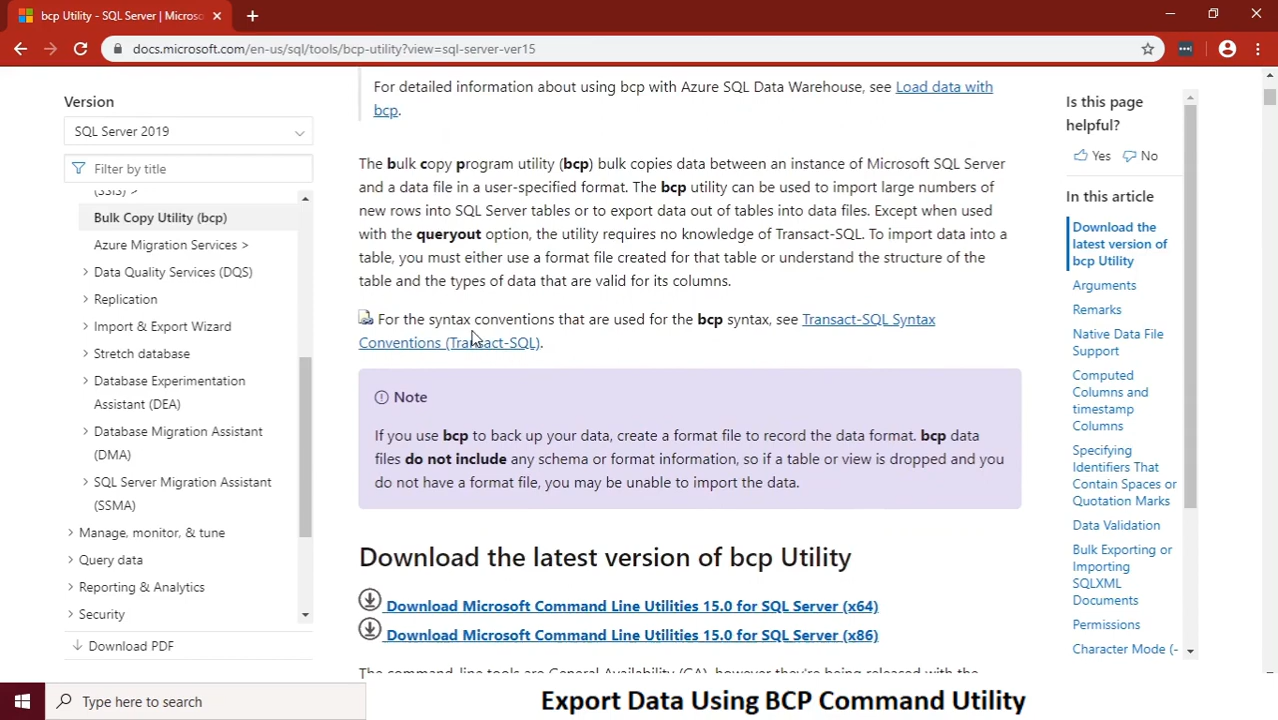 bcp Utility - SQL Server | Microso
docs.microsoft.com/en-us/sql/tools/bcp-utility?view=sql-server-ver15
Version
SQL Server 2019
Filter by title
(SSIS) >
Bulk Copy Utility (bcp)
Azure Migration Services >
Data Quality Services (DQS)
Replication
Import & Export Wizard
Stretch database
Database Experimentation
Assistant (DEA)
Database Migration Assistant
(DMA)
SQL Server Migration Assistant
(SSMA)
Manage, monitor, & tune
Query data
Reporting & Analytics
Security
Download PDF
For detailed information about using bcp with Azure SQL Data Warehouse, see Load data with
bcp.
The bulk copy program utility (bcp) bulk copies data between an instance of Microsoft SQL Server
and a data file in a user-specified format. The bcp utility can be used to import large numbers of
new rows into SQL Server tables or to export data out of tables into data files. Except when used
with the queryout option, the utility requires no knowledge of Transact-SQL. To import data into a
table, you must either use a format file created for that table or understand the structure of the
table and the types of data that are valid for its columns.
For the syntax conventions that are used for the bcp syntax, see Transact-SQL Syntax
Conventions (Transact-SQL).
Note
If you use bcp to back up your data, create a format file to record the data format. bcp data
files do not include any schema or format information, so if a table or view is dropped and you
do not have a format file, you may be unable to import the data.
Download the latest version of bcp Utility
Download Microsoft Command Line Utilities 15.0 for SQL Server (x64)
Download Microsoft Command Line Utilities 15.0 for SQL Server (x86)
The command-line tools are General Availability (GA), however they're being released with the
Is this page
helpful?
Yes No
In this article
Download the
latest version of
bcp Utility
Arguments
Remarks
Native Data File
Support
Computed
Columns and
timestamp
Columns
Specifying
Identifiers That
Contain Spaces or
Quotation Marks
Data Validation
Bulk Exporting or
Importing
SQLXML
Documents
Permissions
Character Mode (-
Type here to search
Export Data Using BCP Command Utility